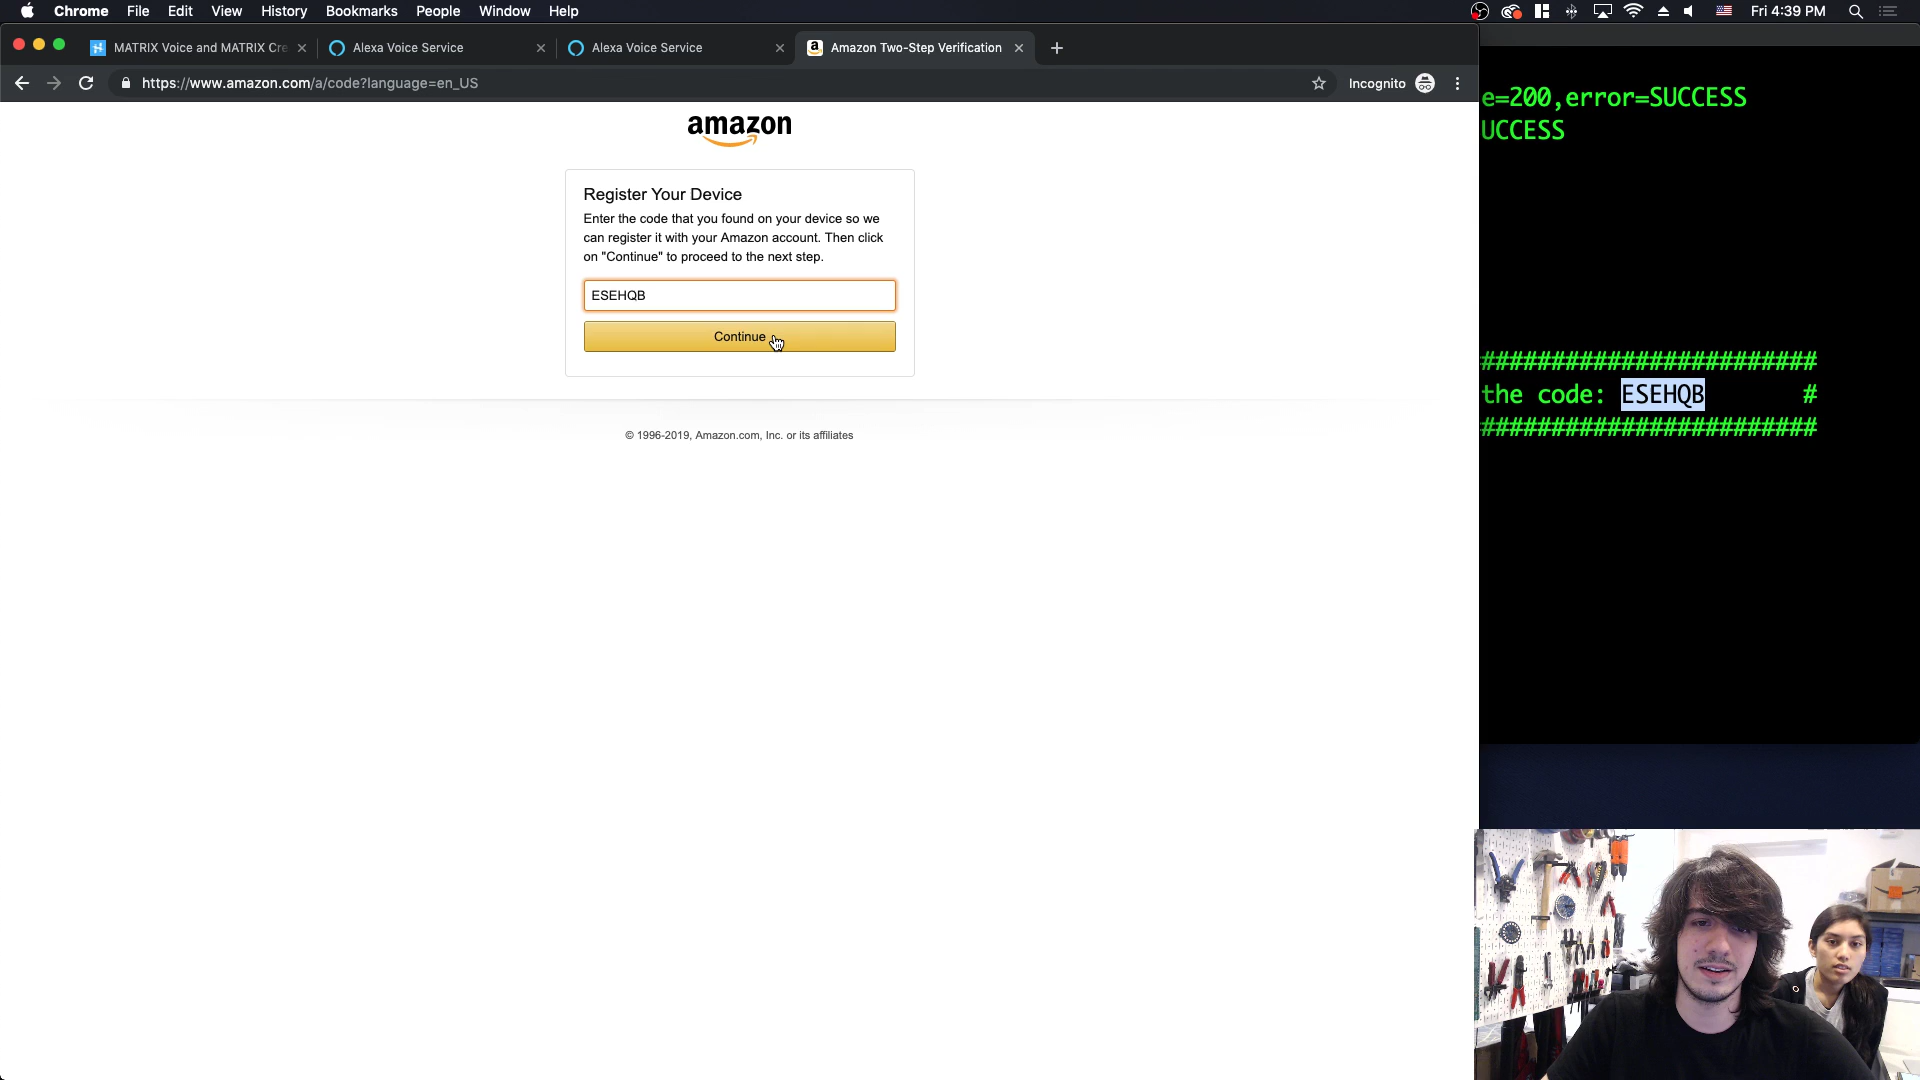 Chrome File Edit View History Bookmarks People Window Help Fri 4:39 PM
MATRIX Voice and MATRIX Cre Alexa Voice Service Alexa Voice Service Amazon Two-Step Verification
https://www.amazon.com/a/code?language=en_US Incognito
amazon
Register Your Device
Enter the code that you found on your device so we
can register it with your Amazon account. Then click
on "Continue" to proceed to the next step.
ESEHQB
Continue
© 1996-2019, Amazon.com, Inc. or its affiliates
e=200,error=SUCCESS
UCCESS
########################
the code: ESEHQB #
########################